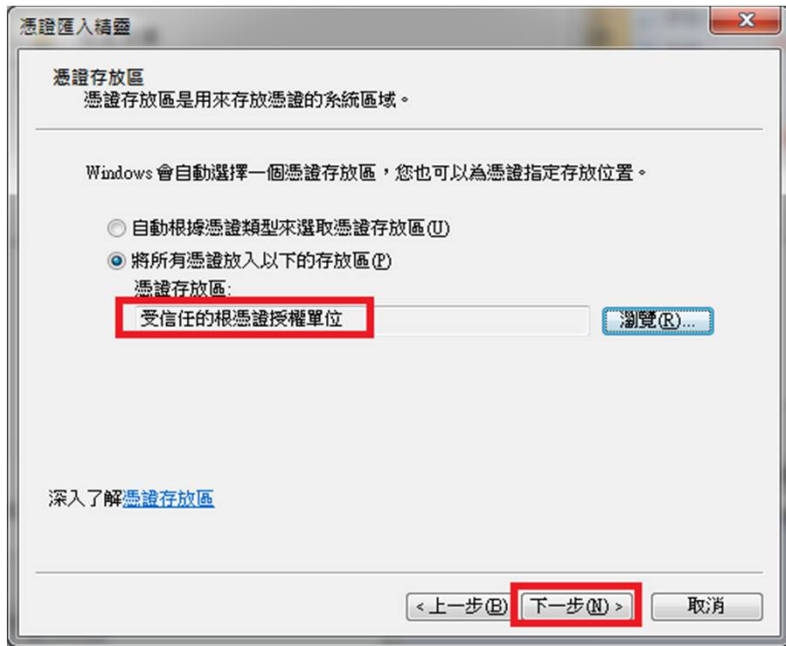 憑證匯入精靈
憑證存放區
憑證存放區是用來存放憑證的系統區域。
Windows 會自動選擇一個憑證存放區，您也可以為憑證指定存放位置。
自動根據憑證類型來選取憑證存放區(U)
將所有憑證放入以下的存放區(P)
憑證存放區:
受信任的根憑證授權單位
瀏覽(R)...
深入了解憑證存放區
<上一步(B)
下一步(N) >
取消